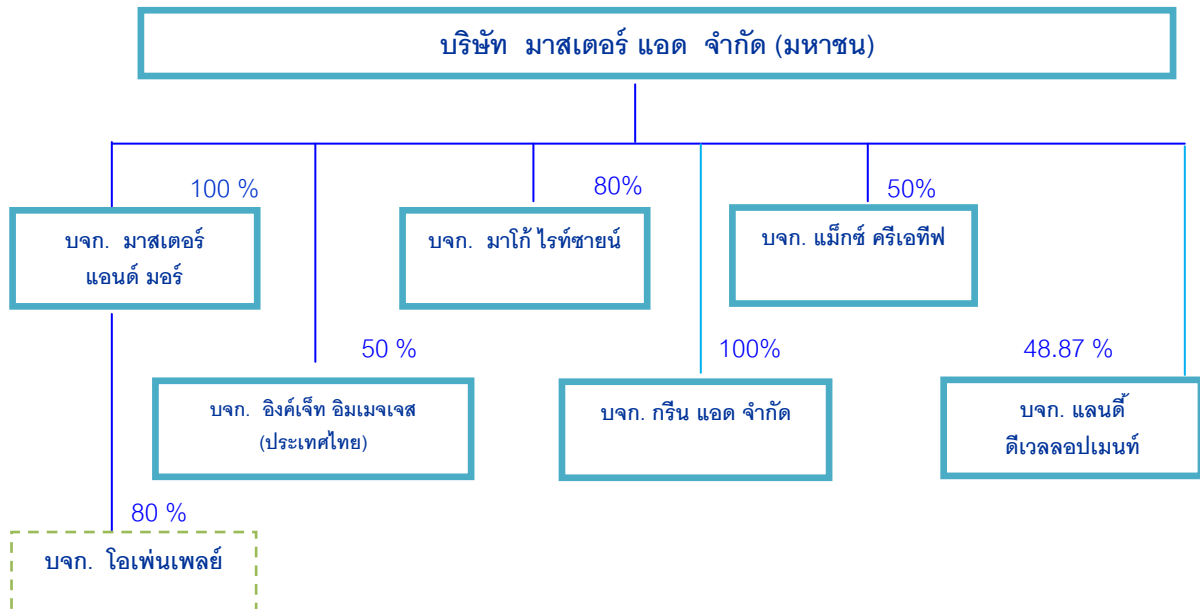 บริษัท มาสเตอร์ แอด จำกัด (มหาชน)
100 %
บจก. มาสเตอร์
แอนด์ มอร์
80%
บจก. มาโก้ ไรท์ซายน์
50%
บจก. แม็กซ์ ครีเอทีฟ
50 %
บจก. อิงค์เจ็ท อิมเมจเจส
(ประเทศไทย)
100%
บจก. กรีน แอด จำกัด
48.87 %
บจก. แลนดี้
ดีเวลลอปเมนท์
80 %
บจก. โอเพ่นเพลย์